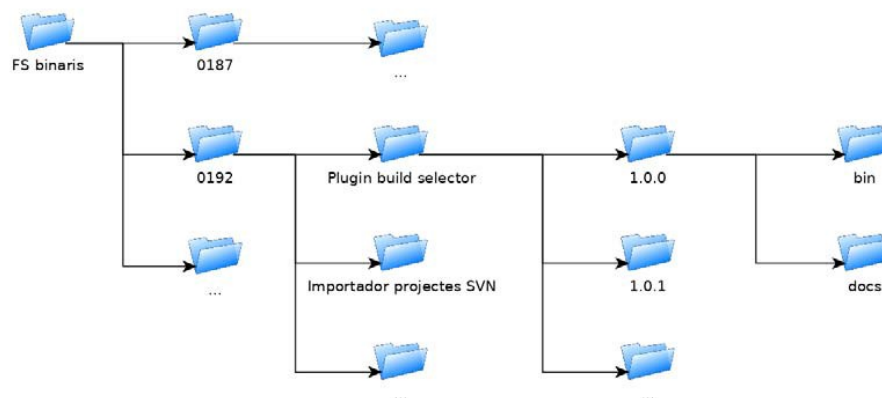 FS binaris
0187
...
0192
Plugin build selector
1.0.0
bin
...
Importador projectes SVN
1.0.1
docs
...
...